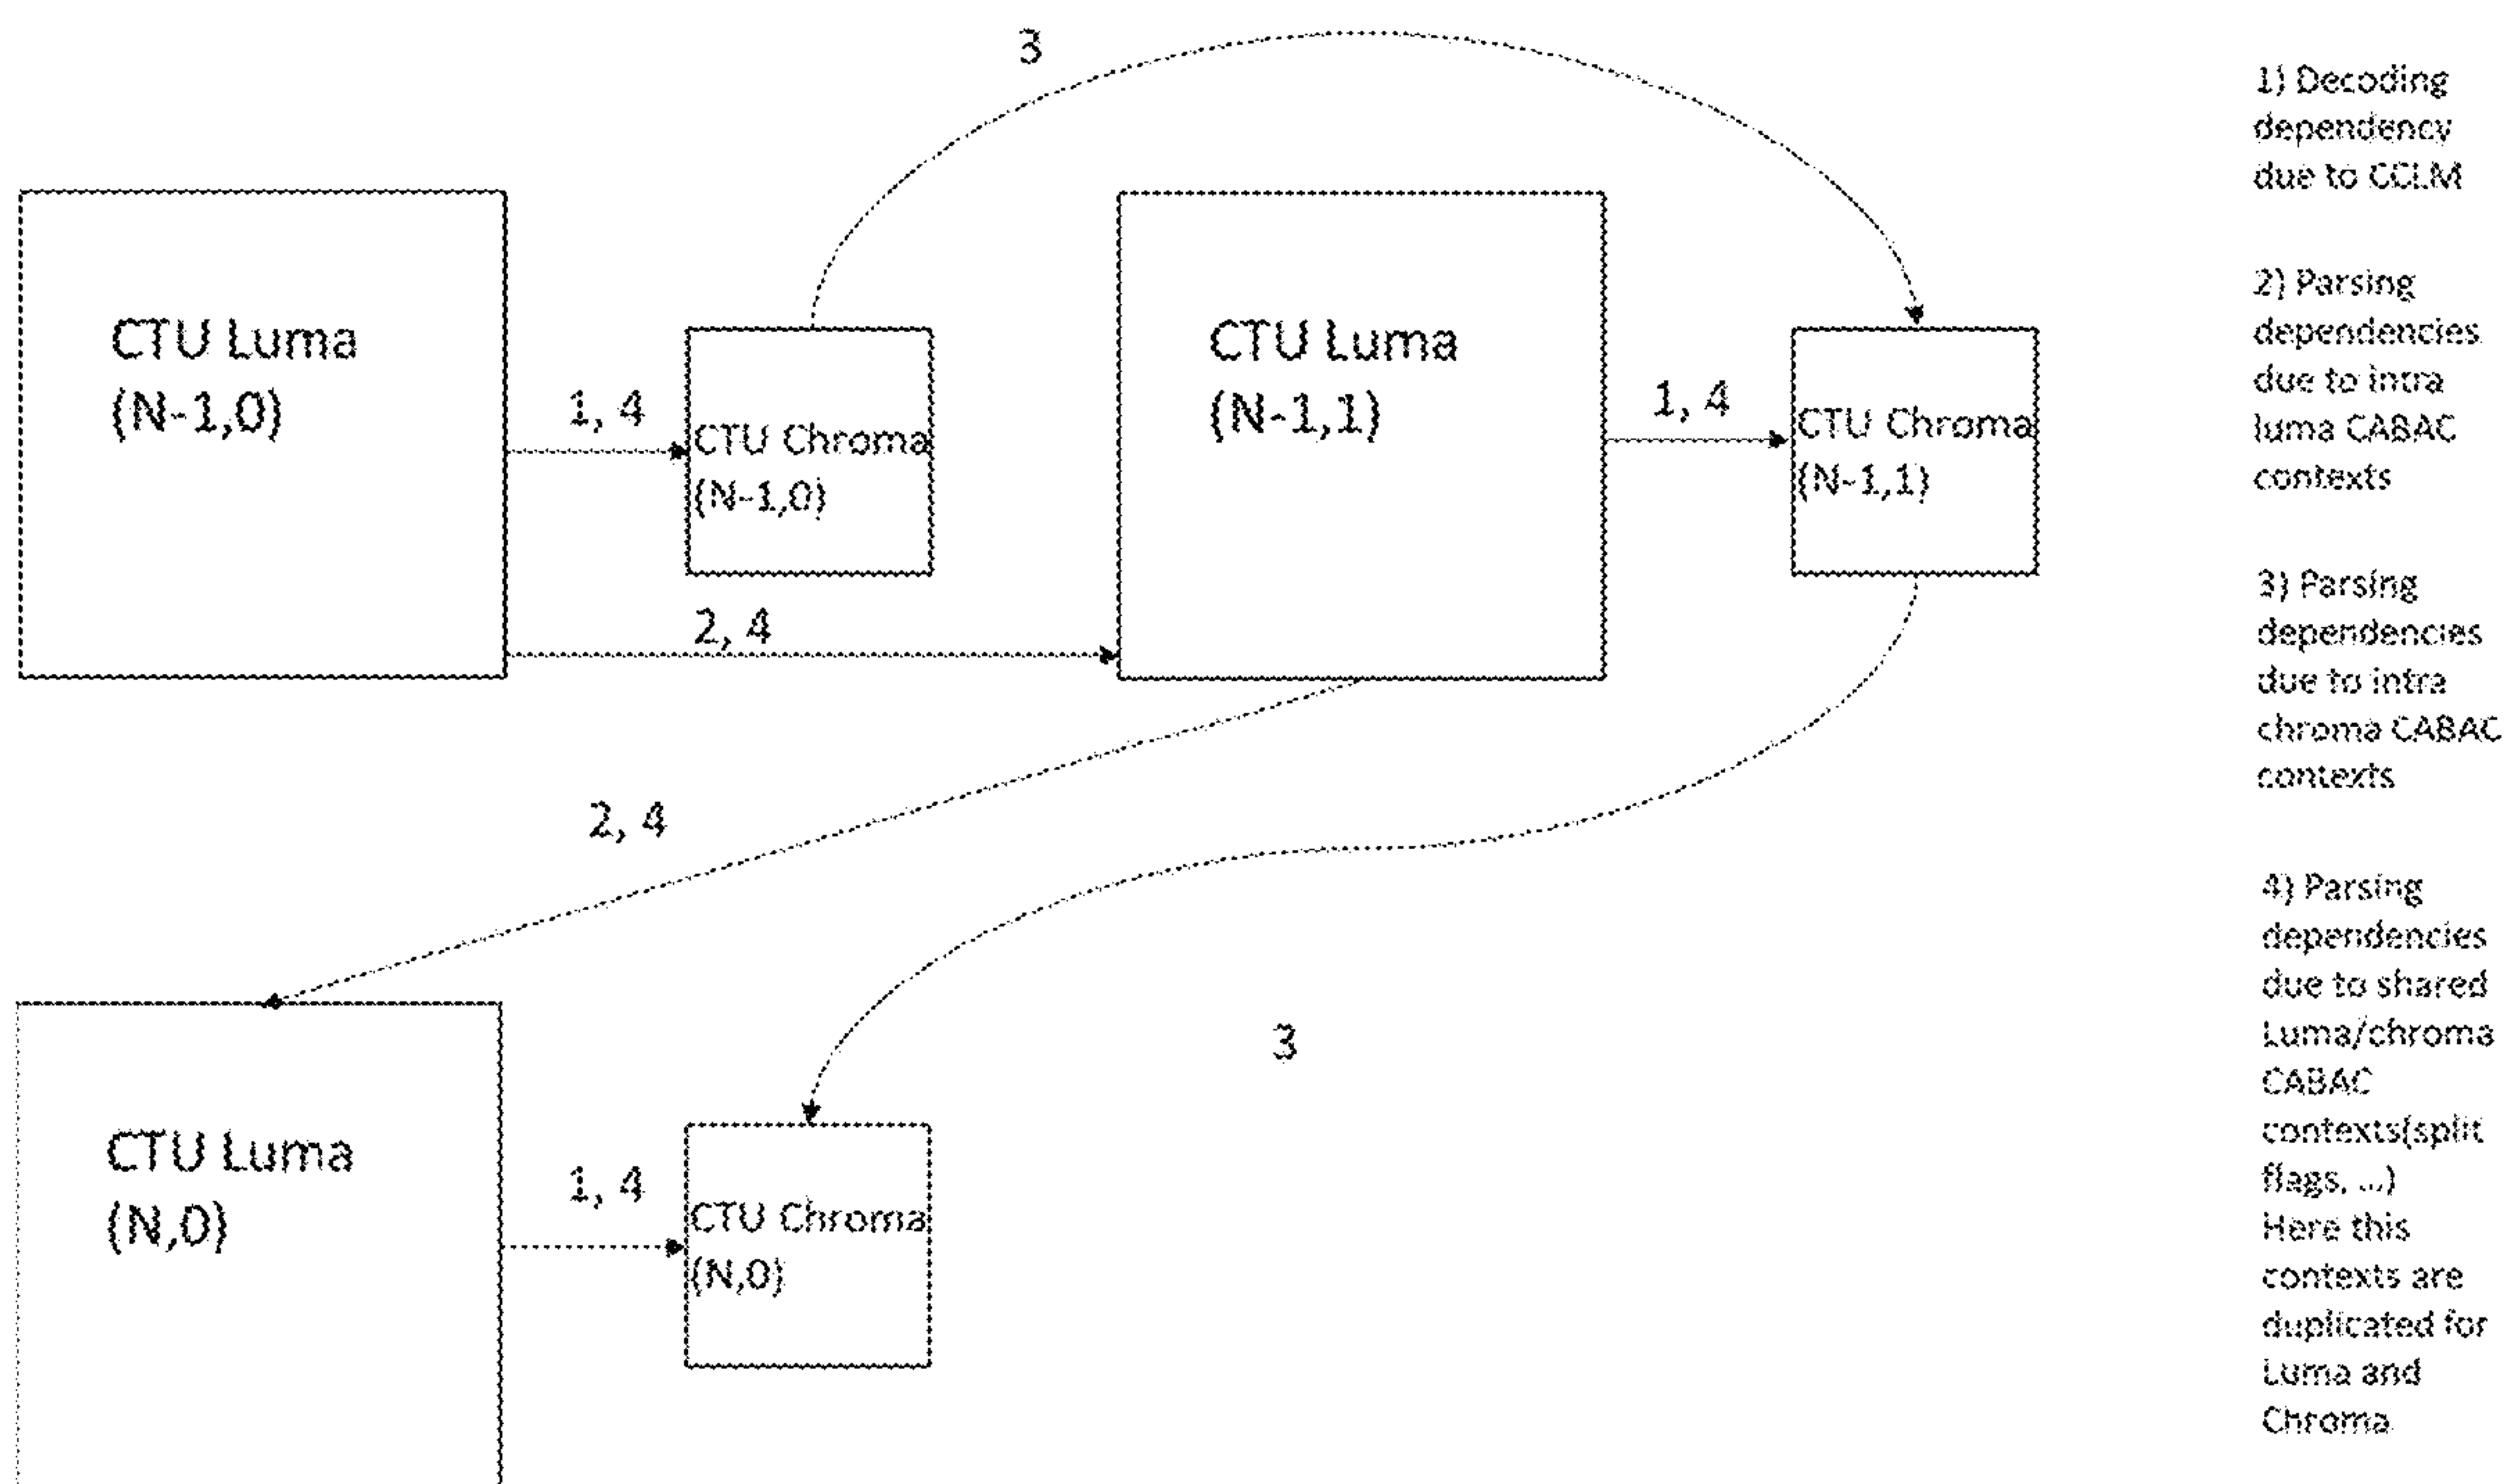 3
CTU Luma
(N-1,0)
1, 4
CTU Chroma
(N-1,0)
2, 4
CTU Luma
(N-1,1)
1, 4
CTU Chroma
(N-1,1)
2, 4
3
CTU Luma
(N,0)
1, 4
CTU Chroma
(N,0)
1) Decoding
dependency
due to CCLM
2) Parsing
dependencies
due to intra
luma CABAC
contexts
3) Parsing
dependencies
due to intra
chroma CABAC
contexts
4) Parsing
dependencies
due to shared
Luma/chroma
CABAC
contexts(split
flags, ...)
Here this
contexts are
duplicated for
Luma and
Chroma